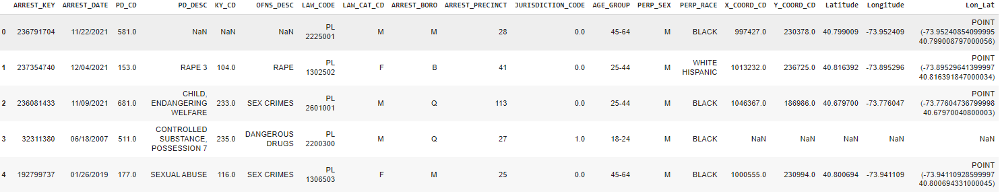 ARREST_KEY ARREST_DATE PD_CD PD_DESC KY_CD OFNS_DESC LAW_CODE LAW_CAT_CD ARREST_BORO ARREST_PRECINCT JURISDICTION_CODE AGE_GROUP PERP_SEX PERP_RACE X_COORD_CD Y_COORD_CD Latitude Longitude Lon_Lat
0 236791704 11/22/2021 581.0 NaN NaN NaN PL 2225001 M M 28 0.0 45-64 M BLACK 997427.0 230378.0 40.799009 -73.952409 POINT (-73.95240854099995 40.799008797000056)
1 237354740 12/04/2021 153.0 RAPE 3 104.0 RAPE PL 1302502 F B 41 0.0 25-44 M WHITE HISPANIC 1013232.0 236725.0 40.816392 -73.895296 POINT (-73.89529641399997 40.816391847000034)
2 236081433 11/09/2021 681.0 CHILD, ENDANGERING WELFARE 233.0 SEX CRIMES PL 2601001 M Q 113 0.0 25-44 M BLACK 1046367.0 186986.0 40.679700 -73.776047 POINT (-73.77604736799998 40.67970040800003)
3 32311380 06/18/2007 511.0 CONTROLLED SUBSTANCE, POSSESSION 7 235.0 DANGEROUS DRUGS PL 2200300 M Q 27 1.0 18-24 M BLACK NaN NaN NaN NaN NaN
4 192799737 01/26/2019 177.0 SEXUAL ABUSE 116.0 SEX CRIMES PL 1306503 F M 25 0.0 45-64 M BLACK 1000555.0 230994.0 40.800694 -73.941109 POINT (-73.94110928599997 40.800694331000045)